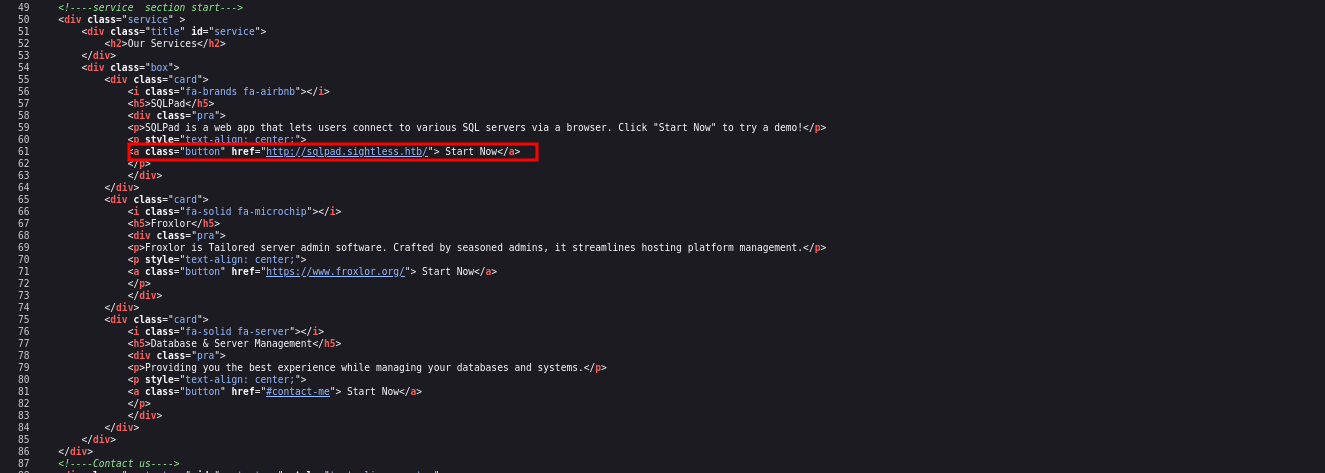 49 <!----service  section start--->
50 <div class="service" >
51 <div class="title" id="service">
52 <h2>Our Services</h2>
53 </div>
54 <div class="box">
55 <div class="card">
56 <i class="fa-brands fa-airbnb"></i>
57 <h5>SQLPad</h5>
58 <div class="pra">
59 <p>SQLPad is a web app that lets users connect to various SQL servers via a browser. Click "Start Now" to try a demo!</p>
60 <p style="text-align: center;">
61 <a class="button" href="http://sqlpad.sightless.htb/"> Start Now</a>
62 </p>
63 </div>
64 </div>
65 <div class="card">
66 <i class="fa-solid fa-microchip"></i>
67 <h5>Froxlor</h5>
68 <div class="pra">
69 <p>Froxlor is Tailored server admin software. Crafted by seasoned admins, it streamlines hosting platform management.</p>
70 <p style="text-align: center;">
71 <a class="button" href="https://www.froxlor.org/"> Start Now</a>
72 </p>
73 </div>
74 </div>
75 <div class="card">
76 <i class="fa-solid fa-server"></i>
77 <h5>Database & Server Management</h5>
78 <div class="pra">
79 <p>Providing you the best experience while managing your databases and systems.</p>
80 <p style="text-align: center;">
81 <a class="button" href="#contact-me"> Start Now</a>
82 </p>
83 </div>
84 </div>
85 </div>
86 </div>
87 <!----Contact us---->